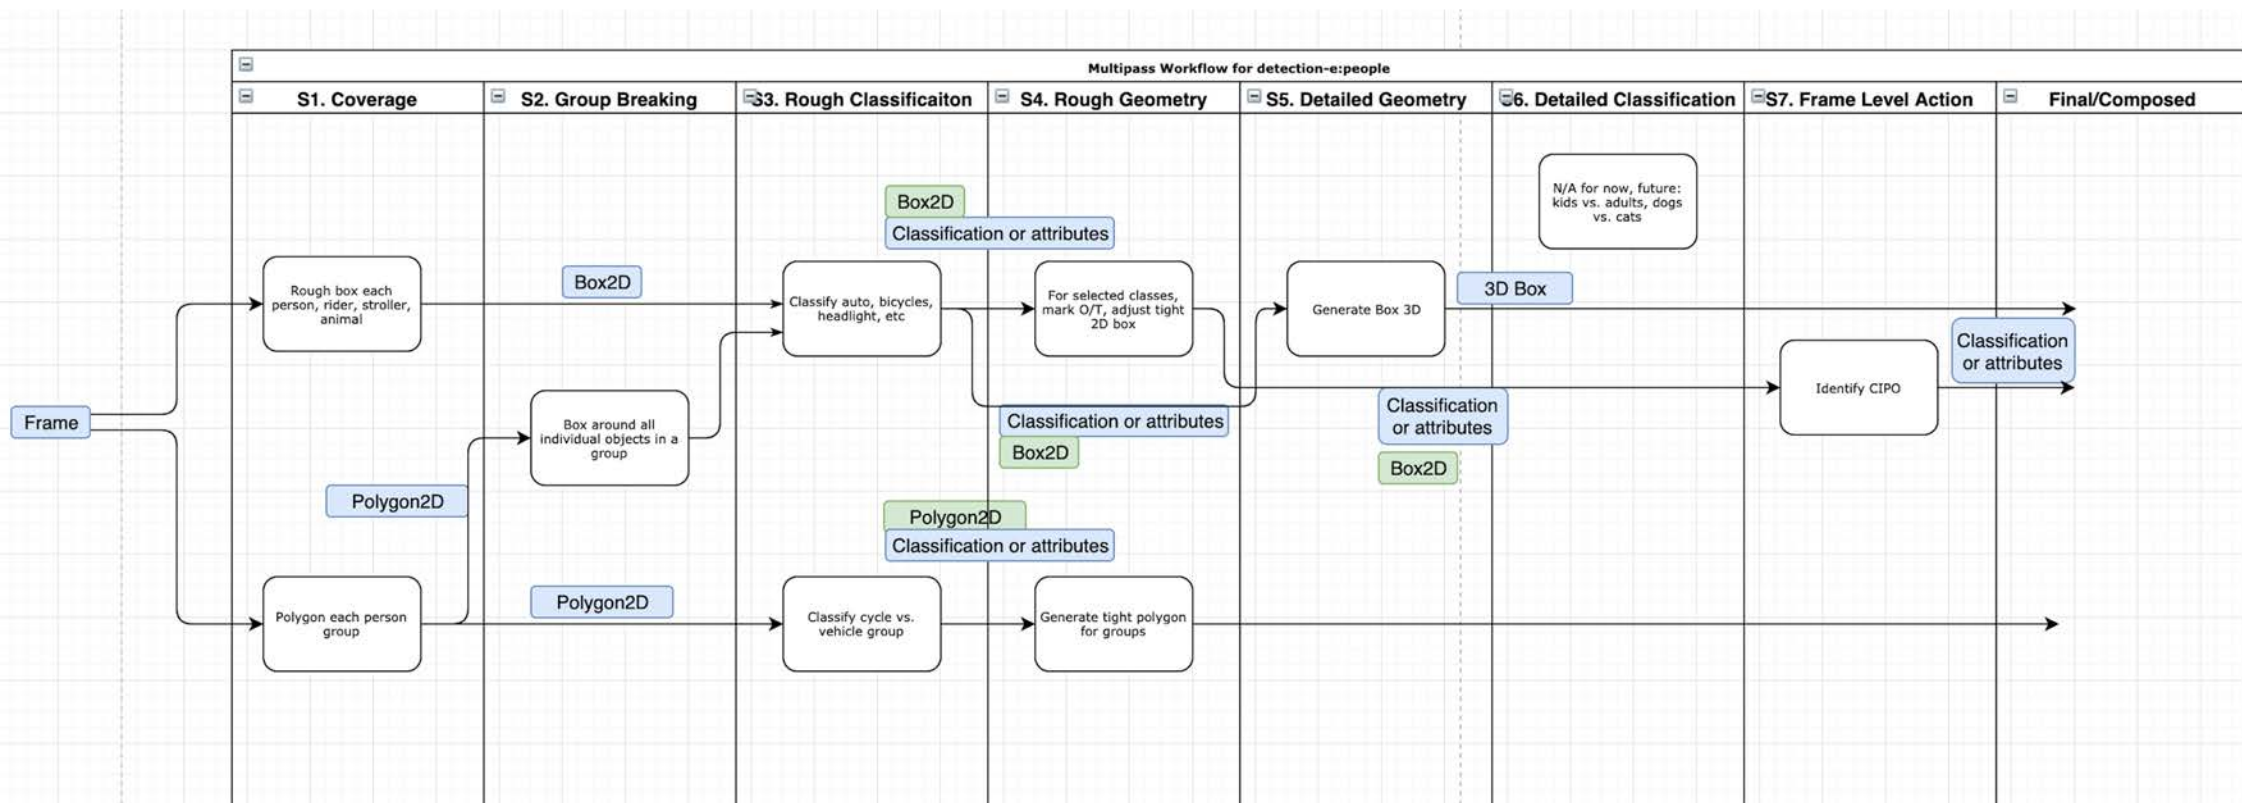 Multipass Workflow for detection-e:people
S1. Coverage
S2. Group Breaking
S3. Rough Classificaiton
S4. Rough Geometry
S5. Detailed Geometry
6. Detailed Classification
S7. Frame Level Action
Final/Composed
N/A for now, future:
kids vs. adults, dogs
vs. cats
Box2D
Classification or attributes
Rough box each
person, rider, stroller,
animal
Box2D
Classify auto, bicycles,
headlight, etc
For selected classes,
mark O/T, adjust tight
2D box
Generate Box 3D
3D Box
Classification
or attributes
Identify CIPO
Frame
Box around all
individual objects in a
group
Classification or attributes
Box2D
Classification
or attributes
Box2D
Polygon2D
Polygon2D
Classification or attributes
Polygon each person
group
Polygon2D
Classify cycle vs.
vehicle group
Generate tight polygon
for groups